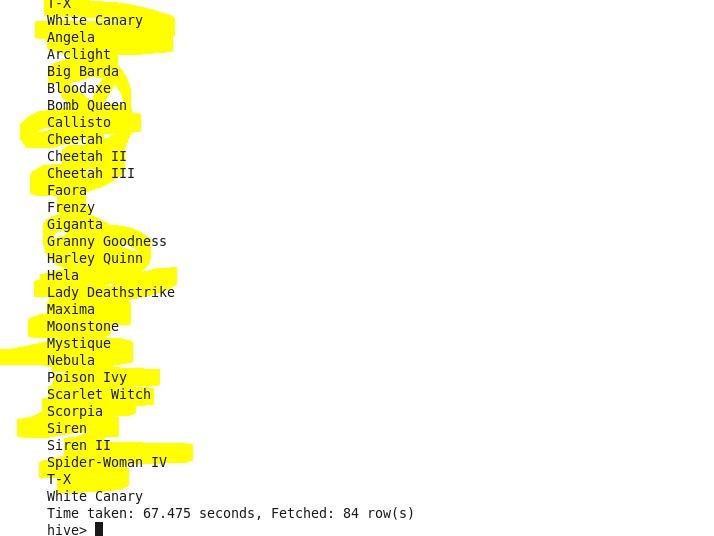 T-X
White Canary
Angela
Arclight
Big Barda
Bloodaxe
Bomb Queen
Callisto
Cheetah
Cheetah II
Cheetah III
Faora
Frenzy
Giganta
Granny Goodness
Harley Quinn
Hela
Lady Deathstrike
Maxima
Moonstone
Mystique
Nebula
Poison Ivy
Scarlet Witch
Scorpia
Siren
Siren II
Spider-Woman IV
T-X
White Canary
Time taken: 67.475 seconds, Fetched: 84 row(s)
hive>